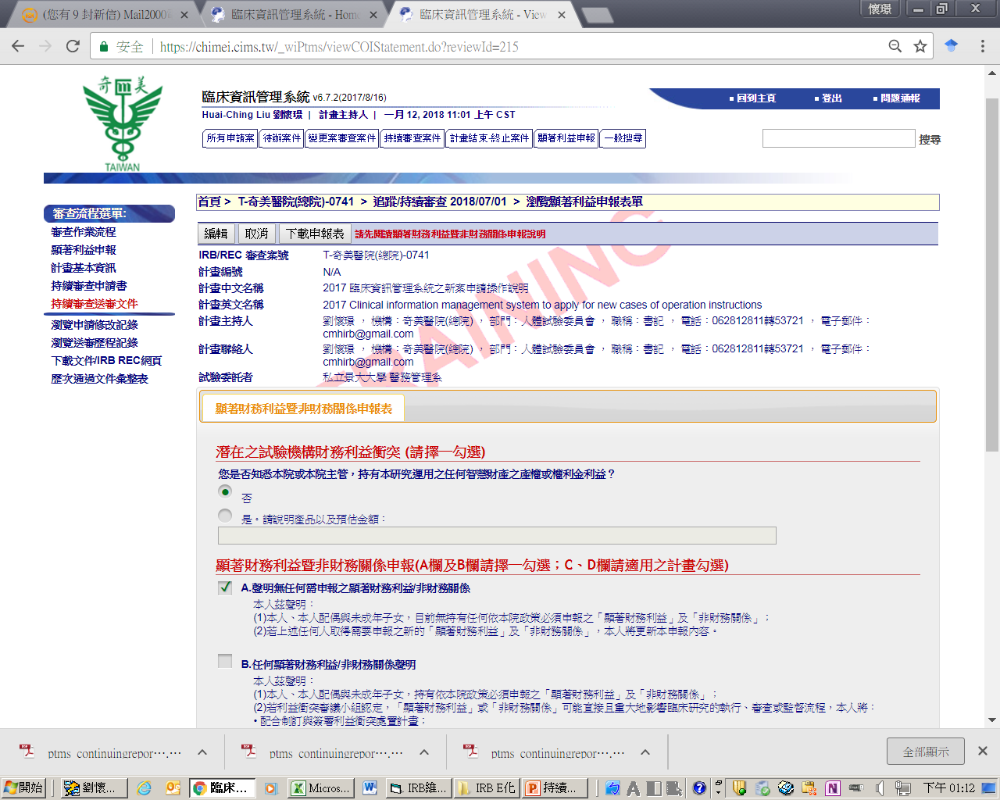 (您有 9 封新信) Mail2000
臨床資訊管理系統 - Hom
臨床資訊管理系統 - View
懷璟
安全
https://chimei.cims.tw/_wiPtms/viewCOIStatement.do?reviewId=215
奇美
TAIWAN
臨床資訊管理系統 v6.7.2(2017/8/16)
回到主頁
登出
問題通報
Huai-Ching Liu 劉懷璟 | 計畫主持人 | 一月 12, 2018 11:01 上午 CST
所有申請案
待辦案件
變更案審查案件
持續審查案件
計畫結束-終止案件
顯著利益申報
一般搜尋
搜尋
審查流程選單:
審查作業流程
顯著利益申報
計畫基本資訊
持續審查申請書
持續審查送審文件
瀏覽申請修改記錄
瀏覽送審歷程記錄
下載文件/IRB REC網頁
歷次通過文件彙整表
首頁 > T-奇美醫院(總院)-0741 > 追蹤/持續審查 2018/07/01 > 瀏覽顯著利益申報表單
編輯
取消
下載申報表
請先閱讀顯著財務利益暨非財務關係申報說明
TRAINING
IRB/REC 審查案號 T-奇美醫院(總院)-0741
計畫編號 N/A
計畫中文名稱 2017 臨床資訊管理系統之新案申請操作說明
計畫英文名稱 2017 Clinical information management system to apply for new cases of operation instructions
計畫主持人 劉懷璟 , 機構：奇美醫院(總院) , 部門：人體試驗委員會 , 職稱：書記 , 電話：062812811轉53721 , 電子郵件：
cmhirb@gmail.com
計畫聯絡人 劉懷璟 , 機構：奇美醫院(總院) , 部門：人體試驗委員會 , 職稱：書記 , 電話：062812811轉53721 , 電子郵件：
cmhirb@gmail.com
試驗委託者 私立景大大學 醫務管理系
顯著財務利益暨非財務關係申報表
潛在之試驗機構財務利益衝突 (請擇一勾選)
您是否知悉本院或本院主管，持有本研究運用之任何智慧財產之產權或權利金利益？
否
是。請說明產品以及預估金額：
顯著財務利益暨非財務關係申報(A欄及B欄請擇一勾選；C、D欄請適用之計畫勾選)
A.聲明無任何需申報之顯著財務利益/非財務關係
本人茲聲明：
(1)本人、本人配偶與未成年子女，目前無持有任何依本院政策必須申報之「顯著財務利益」及「非財務關係」；
(2)若上述任何人取得需要申報之新的「顯著財務利益」及「非財務關係」，本人將更新本申報內容。
B.任何顯著財務利益/非財務關係聲明
本人茲聲明：
(1)本人、本人配偶與未成年子女，持有依本院政策必須申報之「顯著財務利益」及「非財務關係」；
(2)若利益衝突審議小組認定，「顯著財務利益」或「非財務關係」可能直接且重大地影響臨床研究的執行、審查或監督流程，本人將：
• 配合制訂與簽署利益衝突處置計畫；
ptms_continuingrepor….…
ptms_continuingrepor….…
ptms_continuingrepor….…
全部顯示
開始
劉懷...
臨床...
Micros...
IRB維...
IRB E化
持續...
下午 01:12